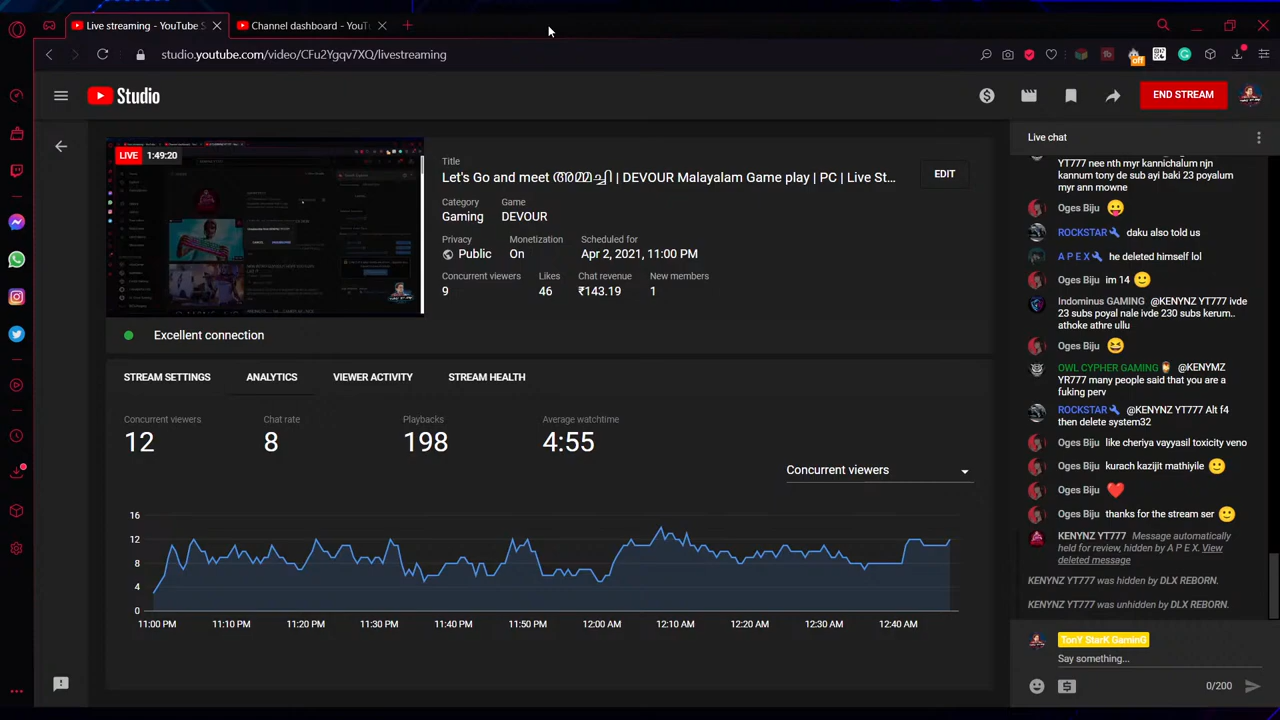 Live streaming - YouTube S
Channel dashboard - YouT
studio.youtube.com/video/CFu2Ygqv7XQ/livestreaming
off
Studio
END STREAM
LIVE 1:49:20
Title
Let's Go and meet അമ്മച്ചി | DEVOUR Malayalam Game play | PC | Live St...
EDIT
Category Game
Gaming DEVOUR
Privacy Monetization Scheduled for
Public On Apr 2, 2021, 11:00 PM
Concurrent viewers Likes Chat revenue New members
9 46 ₹143.19 1
Excellent connection
STREAM SETTINGS ANALYTICS VIEWER ACTIVITY STREAM HEALTH
Concurrent viewers Chat rate Playbacks Average watchtime
12 8 198 4:55
Concurrent viewers
16
12
8
4
0
11:00 PM 11:10 PM 11:20 PM 11:30 PM 11:40 PM 11:50 PM 12:00 AM 12:10 AM 12:20 AM 12:30 AM 12:40 AM
Live chat
YT777 nee nth myr kannichalum njn
kannum tony de sub ayi baki 23 poyalum
myr ann mowne
Oges Biju 😛
ROCKSTAR daku also told us
A P E X he deleted himself lol
Oges Biju im 14 🙂
Indominus GAMING @KENYNZ YT777 ivde
23 subs poyal nale ivde 230 subs kerum..
athoke athre ullu
Oges Biju 😆
OWL CYPHER GAMING @KENYMZ
YR777 many people said that you are a
fuking perv
ROCKSTAR @KENYNZ YT777 Alt f4
then delete system32
Oges Biju like cheriya vayyasil toxicity veno
Oges Biju kurach kazijit mathiyile 🙂
Oges Biju ❤️
Oges Biju thanks for the stream ser 🙂
KENYNZ YT777 Message automatically
held for review, hidden by A P E X. View
deleted message
KENYNZ YT777 was hidden by DLX REBORN.
KENYNZ YT777 was unhidden by DLX REBORN.
TonY StarK GaminG
Say something...
0/200